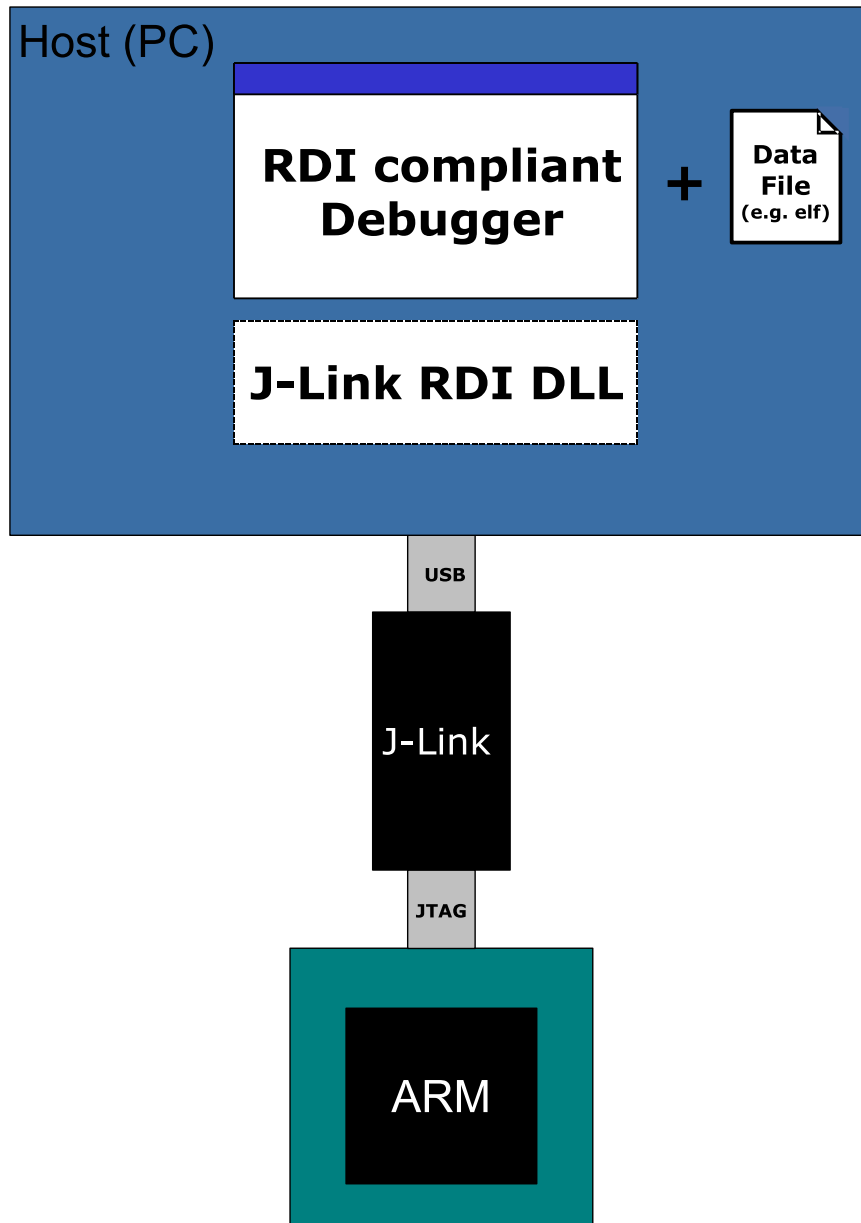 Host (PC)
RDI compliant
Debugger
+
Data
File
(e.g. elf)
J-Link RDI DLL
USB
J-Link
JTAG
ARM